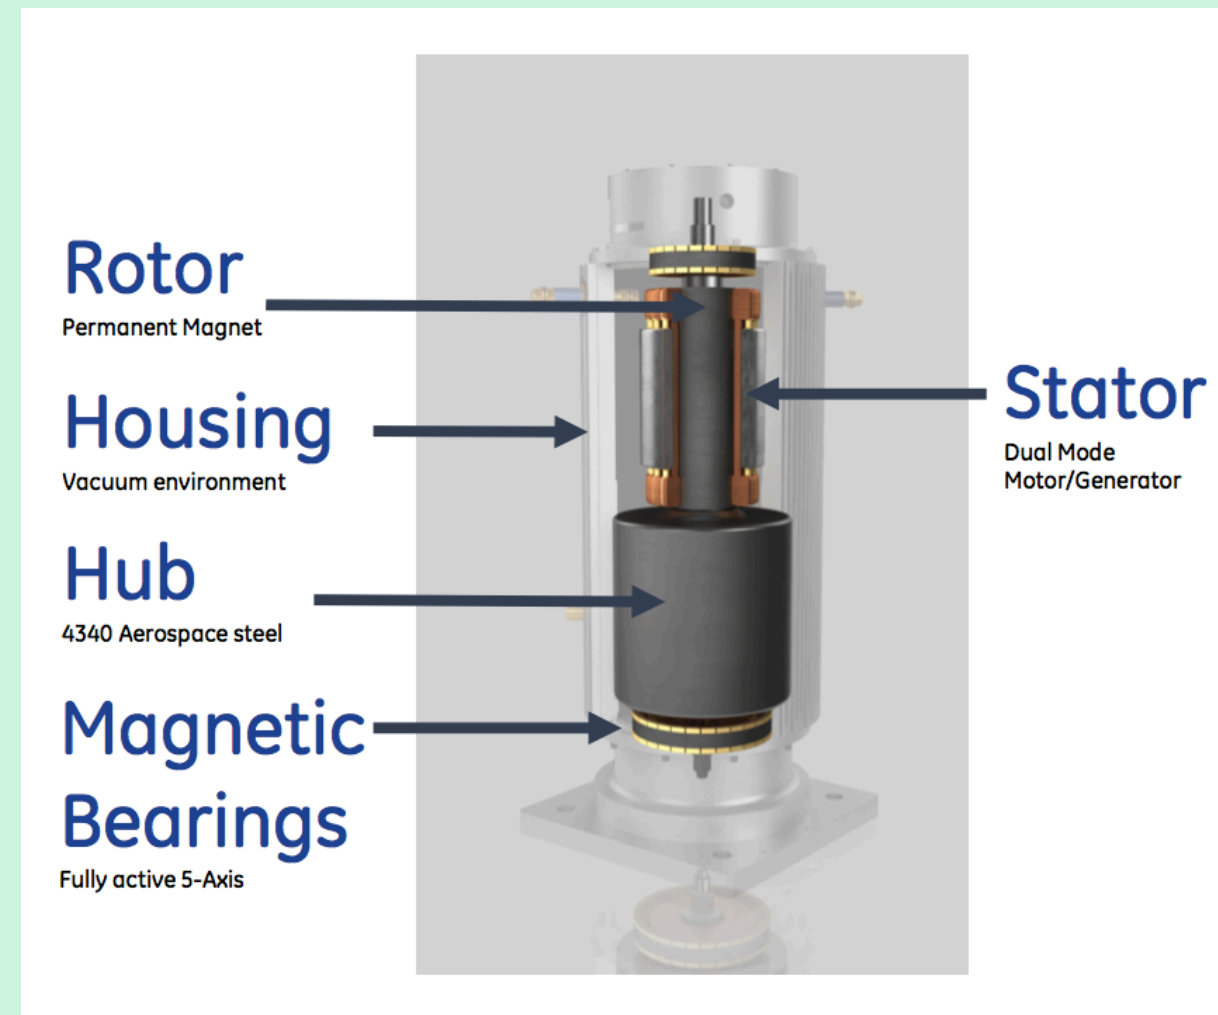 Rotor
Permanent Magnet
Housing
Vacuum environment
Hub
4340 Aerospace steel
Magnetic
Bearings
Fully active 5-Axis
Stator
Dual Mode
Motor/Generator